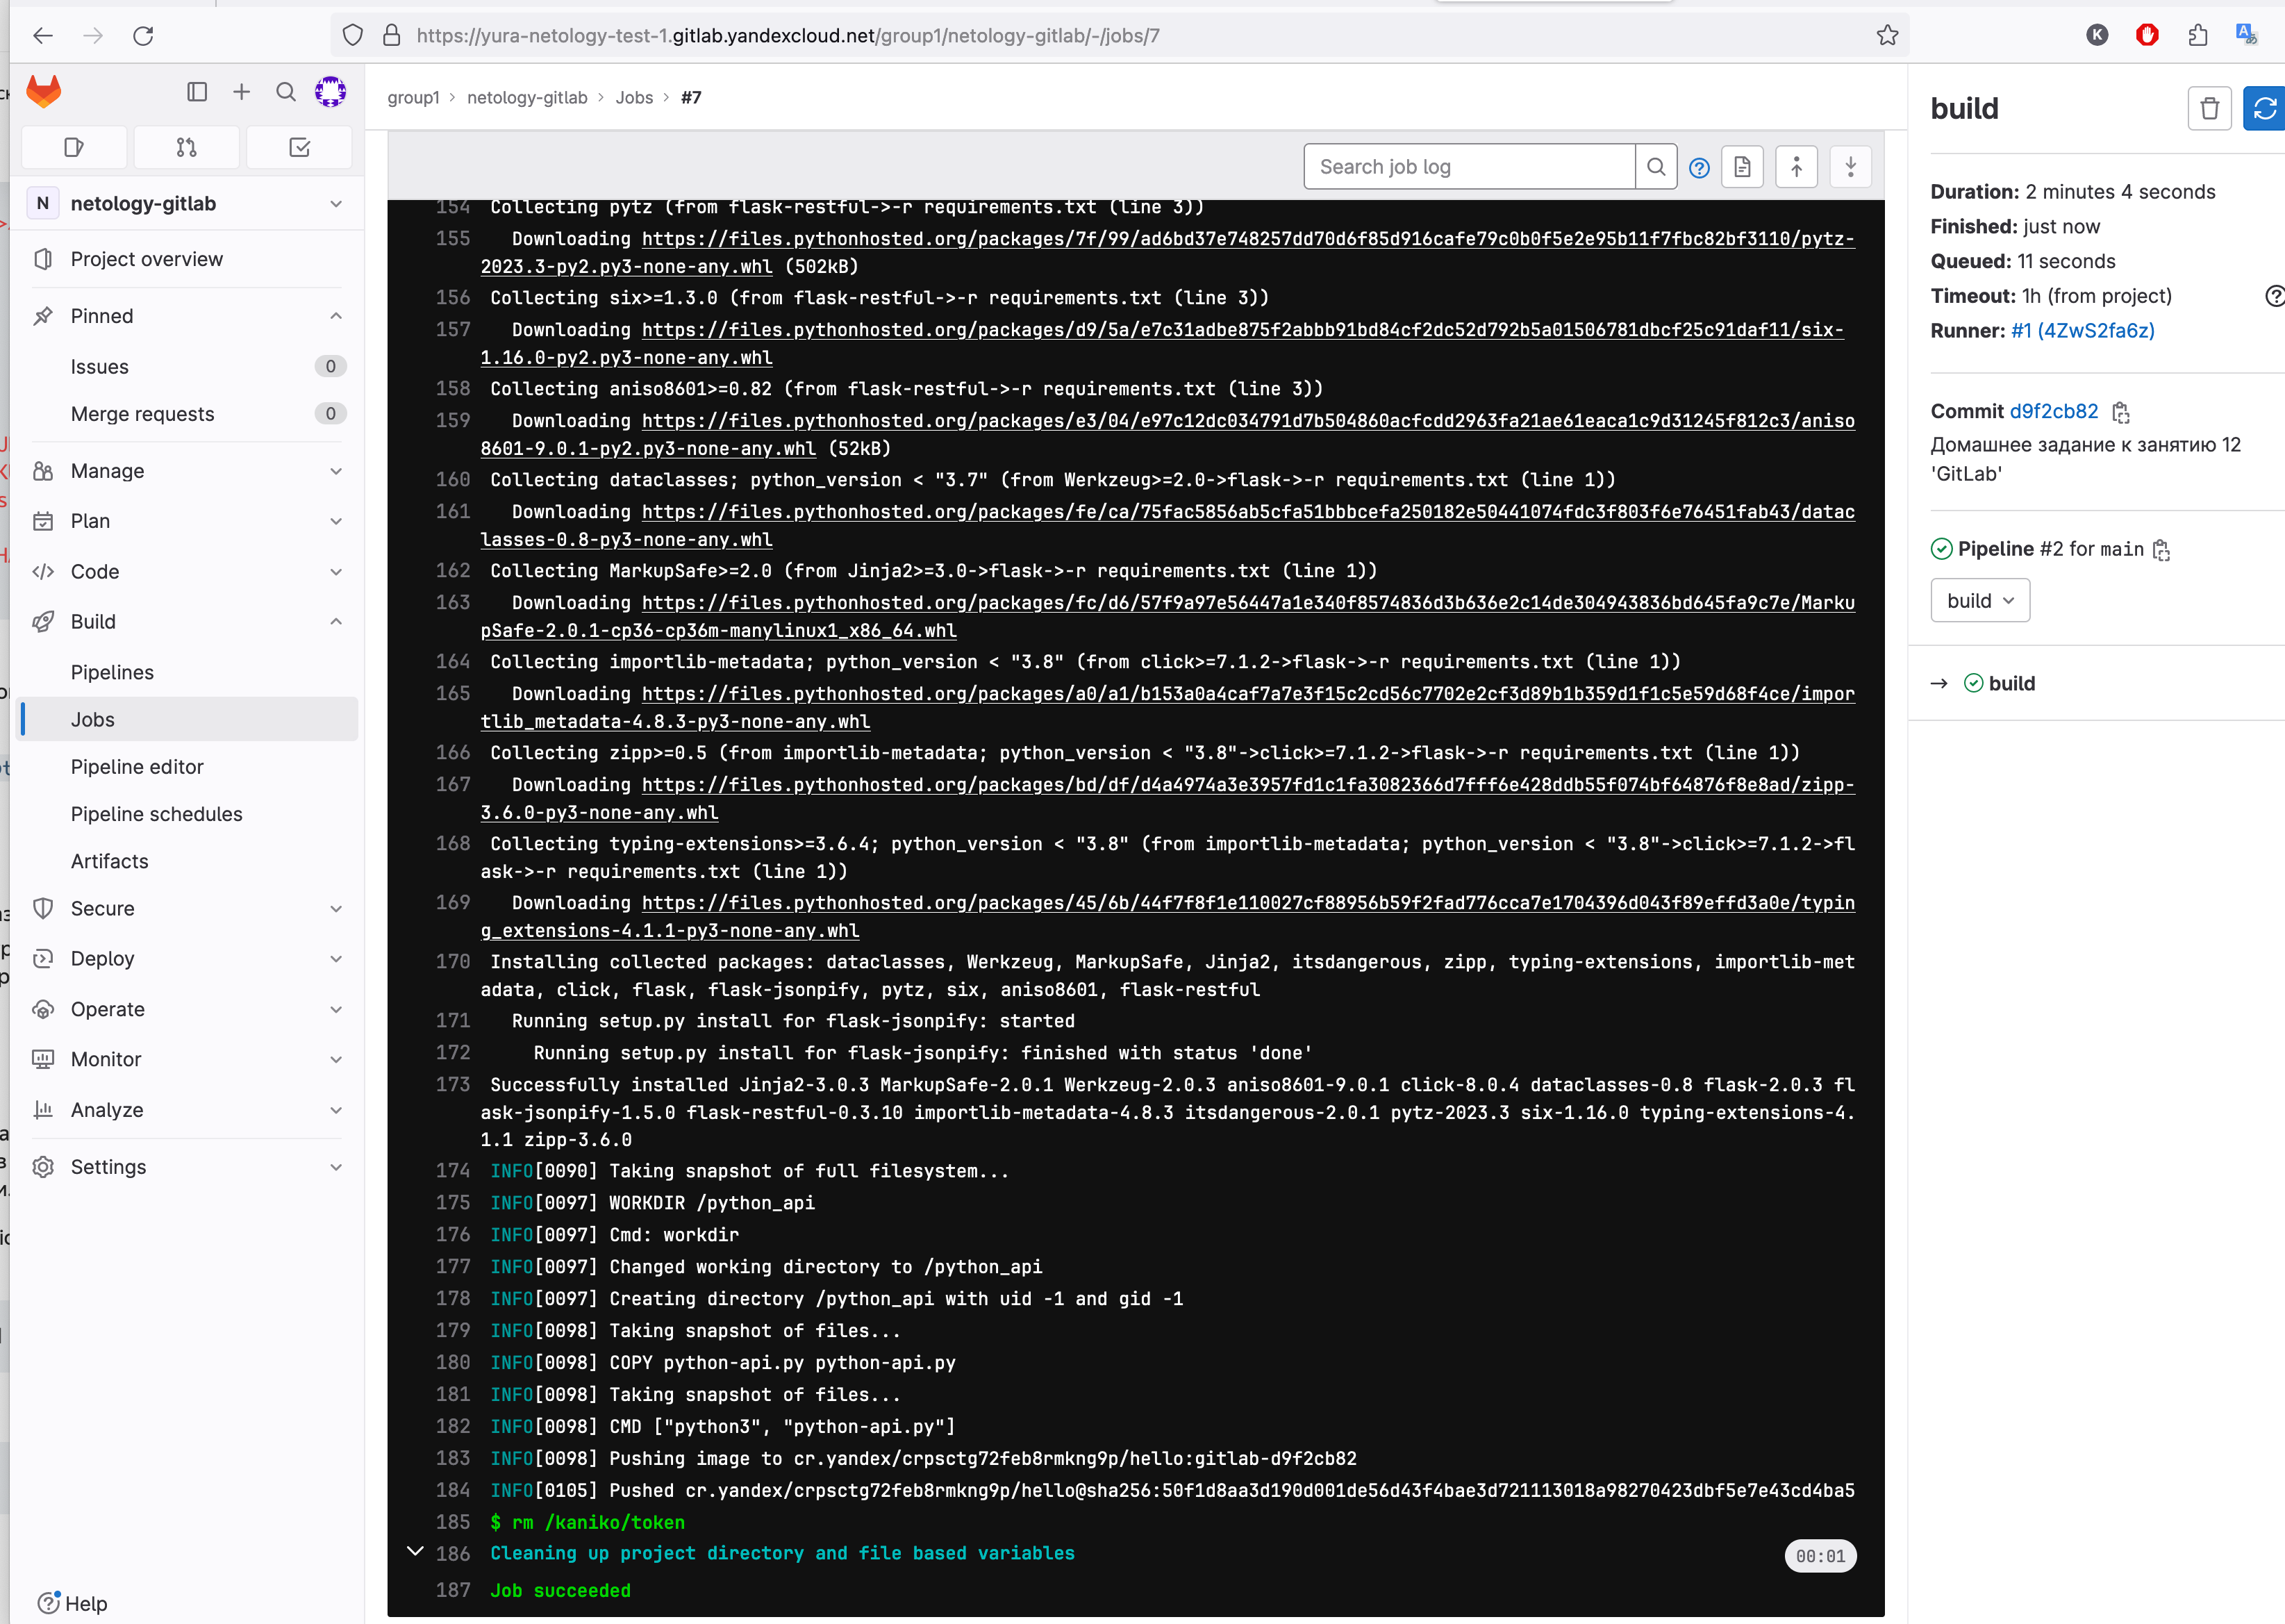 https://yura-netology-test-1.gitlab.yandexcloud.net/group1/netology-gitlab/-/jobs/7
K
group1 > netology-gitlab > Jobs > #7
N netology-gitlab
Project overview
Pinned
Issues 0
Merge requests 0
Manage
Plan
Code
Build
Pipelines
Jobs
Pipeline editor
Pipeline schedules
Artifacts
Secure
Deploy
Operate
Monitor
Analyze
Settings
Help
Search job log
154 Collecting pytz (from flask-restful->-r requirements.txt (line 3))
155 Downloading https://files.pythonhosted.org/packages/7f/99/ad6bd37e748257dd70d6f85d916cafe79c0b0f5e2e95b11f7fbc82bf3110/pytz-
2023.3-py2.py3-none-any.whl (502kB)
156 Collecting six>=1.3.0 (from flask-restful->-r requirements.txt (line 3))
157 Downloading https://files.pythonhosted.org/packages/d9/5a/e7c31adbe875f2abbb91bd84cf2dc52d792b5a01506781dbcf25c91daf11/six-
1.16.0-py2.py3-none-any.whl
158 Collecting aniso8601>=0.82 (from flask-restful->-r requirements.txt (line 3))
159 Downloading https://files.pythonhosted.org/packages/e3/04/e97c12dc034791d7b504860acfcdd2963fa21ae61eaca1c9d31245f812c3/aniso
8601-9.0.1-py2.py3-none-any.whl (52kB)
160 Collecting dataclasses; python_version < "3.7" (from Werkzeug>=2.0->flask->-r requirements.txt (line 1))
161 Downloading https://files.pythonhosted.org/packages/fe/ca/75fac5856ab5cfa51bbbcefa250182e50441074fdc3f803f6e76451fab43/datac
lasses-0.8-py3-none-any.whl
162 Collecting MarkupSafe>=2.0 (from Jinja2>=3.0->flask->-r requirements.txt (line 1))
163 Downloading https://files.pythonhosted.org/packages/fc/d6/57f9a97e56447a1e340f8574836d3b636e2c14de304943836bd645fa9c7e/Marku
pSafe-2.0.1-cp36-cp36m-manylinux1_x86_64.whl
164 Collecting importlib-metadata; python_version < "3.8" (from click>=7.1.2->flask->-r requirements.txt (line 1))
165 Downloading https://files.pythonhosted.org/packages/a0/a1/b153a0a4caf7a7e3f15c2cd56c7702e2cf3d89b1b359d1f1c5e59d68f4ce/impor
tlib_metadata-4.8.3-py3-none-any.whl
166 Collecting zipp>=0.5 (from importlib-metadata; python_version < "3.8"->click>=7.1.2->flask->-r requirements.txt (line 1))
167 Downloading https://files.pythonhosted.org/packages/bd/df/d4a4974a3e3957fd1c1fa3082366d7fff6e428ddb55f074bf64876f8e8ad/zipp-
3.6.0-py3-none-any.whl
168 Collecting typing-extensions>=3.6.4; python_version < "3.8" (from importlib-metadata; python_version < "3.8"->click>=7.1.2->fl
ask->-r requirements.txt (line 1))
169 Downloading https://files.pythonhosted.org/packages/45/6b/44f7f8f1e110027cf88956b59f2fad776cca7e1704396d043f89effd3a0e/typin
g_extensions-4.1.1-py3-none-any.whl
170 Installing collected packages: dataclasses, Werkzeug, MarkupSafe, Jinja2, itsdangerous, zipp, typing-extensions, importlib-met
adata, click, flask, flask-jsonpify, pytz, six, aniso8601, flask-restful
171 Running setup.py install for flask-jsonpify: started
172 Running setup.py install for flask-jsonpify: finished with status 'done'
173 Successfully installed Jinja2-3.0.3 MarkupSafe-2.0.1 Werkzeug-2.0.3 aniso8601-9.0.1 click-8.0.4 dataclasses-0.8 flask-2.0.3 fl
ask-jsonpify-1.5.0 flask-restful-0.3.10 importlib-metadata-4.8.3 itsdangerous-2.0.1 pytz-2023.3 six-1.16.0 typing-extensions-4.
1.1 zipp-3.6.0
174 INFO[0090] Taking snapshot of full filesystem...
175 INFO[0097] WORKDIR /python_api
176 INFO[0097] Cmd: workdir
177 INFO[0097] Changed working directory to /python_api
178 INFO[0097] Creating directory /python_api with uid -1 and gid -1
179 INFO[0098] Taking snapshot of files...
180 INFO[0098] COPY python-api.py python-api.py
181 INFO[0098] Taking snapshot of files...
182 INFO[0098] CMD ["python3", "python-api.py"]
183 INFO[0098] Pushing image to cr.yandex/crpsctg72feb8rmkng9p/hello:gitlab-d9f2cb82
184 INFO[0105] Pushed cr.yandex/crpsctg72feb8rmkng9p/hello@sha256:50f1d8aa3d190d001de56d43f4bae3d721113018a98270423dbf5e7e43cd4ba5
185 $ rm /kaniko/token
186 Cleaning up project directory and file based variables 00:01
187 Job succeeded
build
Duration: 2 minutes 4 seconds
Finished: just now
Queued: 11 seconds
Timeout: 1h (from project)
Runner: #1 (4ZwS2fa6z)
Commit d9f2cb82
Домашнее задание к занятию 12
'GitLab'
Pipeline #2 for main
build
→ build